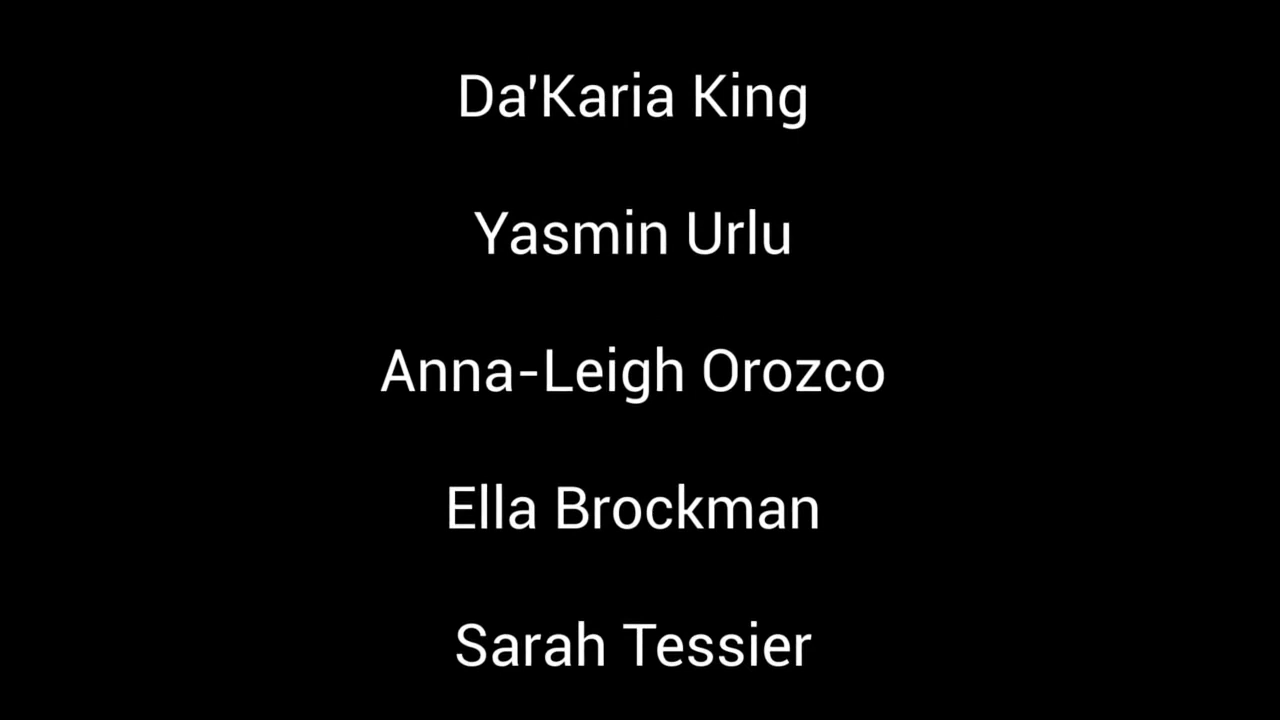 Da'Karia King
Yasmin Urlu
Anna-Leigh Orozco
Ella Brockman
Sarah Tessier